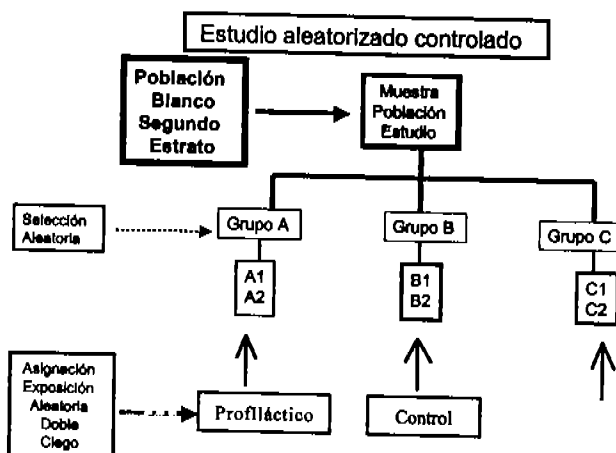 Estudio aleatorizado controlado
Población
Blanco
Segundo
Estrato
Muestra
Población
Estudio
Selección
Aleatoria
Grupo A
Grupo B
Grupo C
A1
A2
B1
B2
C1
C2
Asignación
Exposición
Aleatoria
Doble
Ciego
Profiláctico
Control